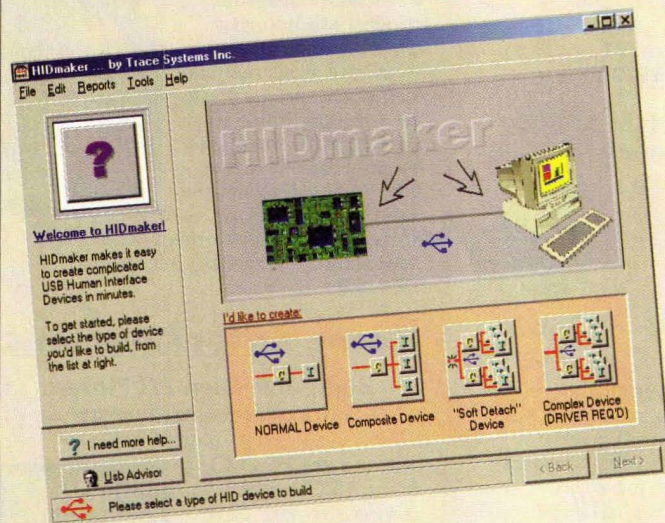 HIDmaker ... by Trace Systems Inc.
File Edit Reports Tools Help
?
Welcome to HIDmaker!
HIDmaker makes it easy
to create complicated
USB Human Interface
Devices in minutes.
To get started, please
select the type of device
you'd like to build, from
the list at right.
? I need more help...
Usb Advisor
HIDmaker
I'd like to create:
C I
NORMAL Device
C I I I
Composite Device
"Soft Detach"
Device
Complex Device
(DRIVER REQ'D)
Please select a type of HID device to build
< Back
Next >